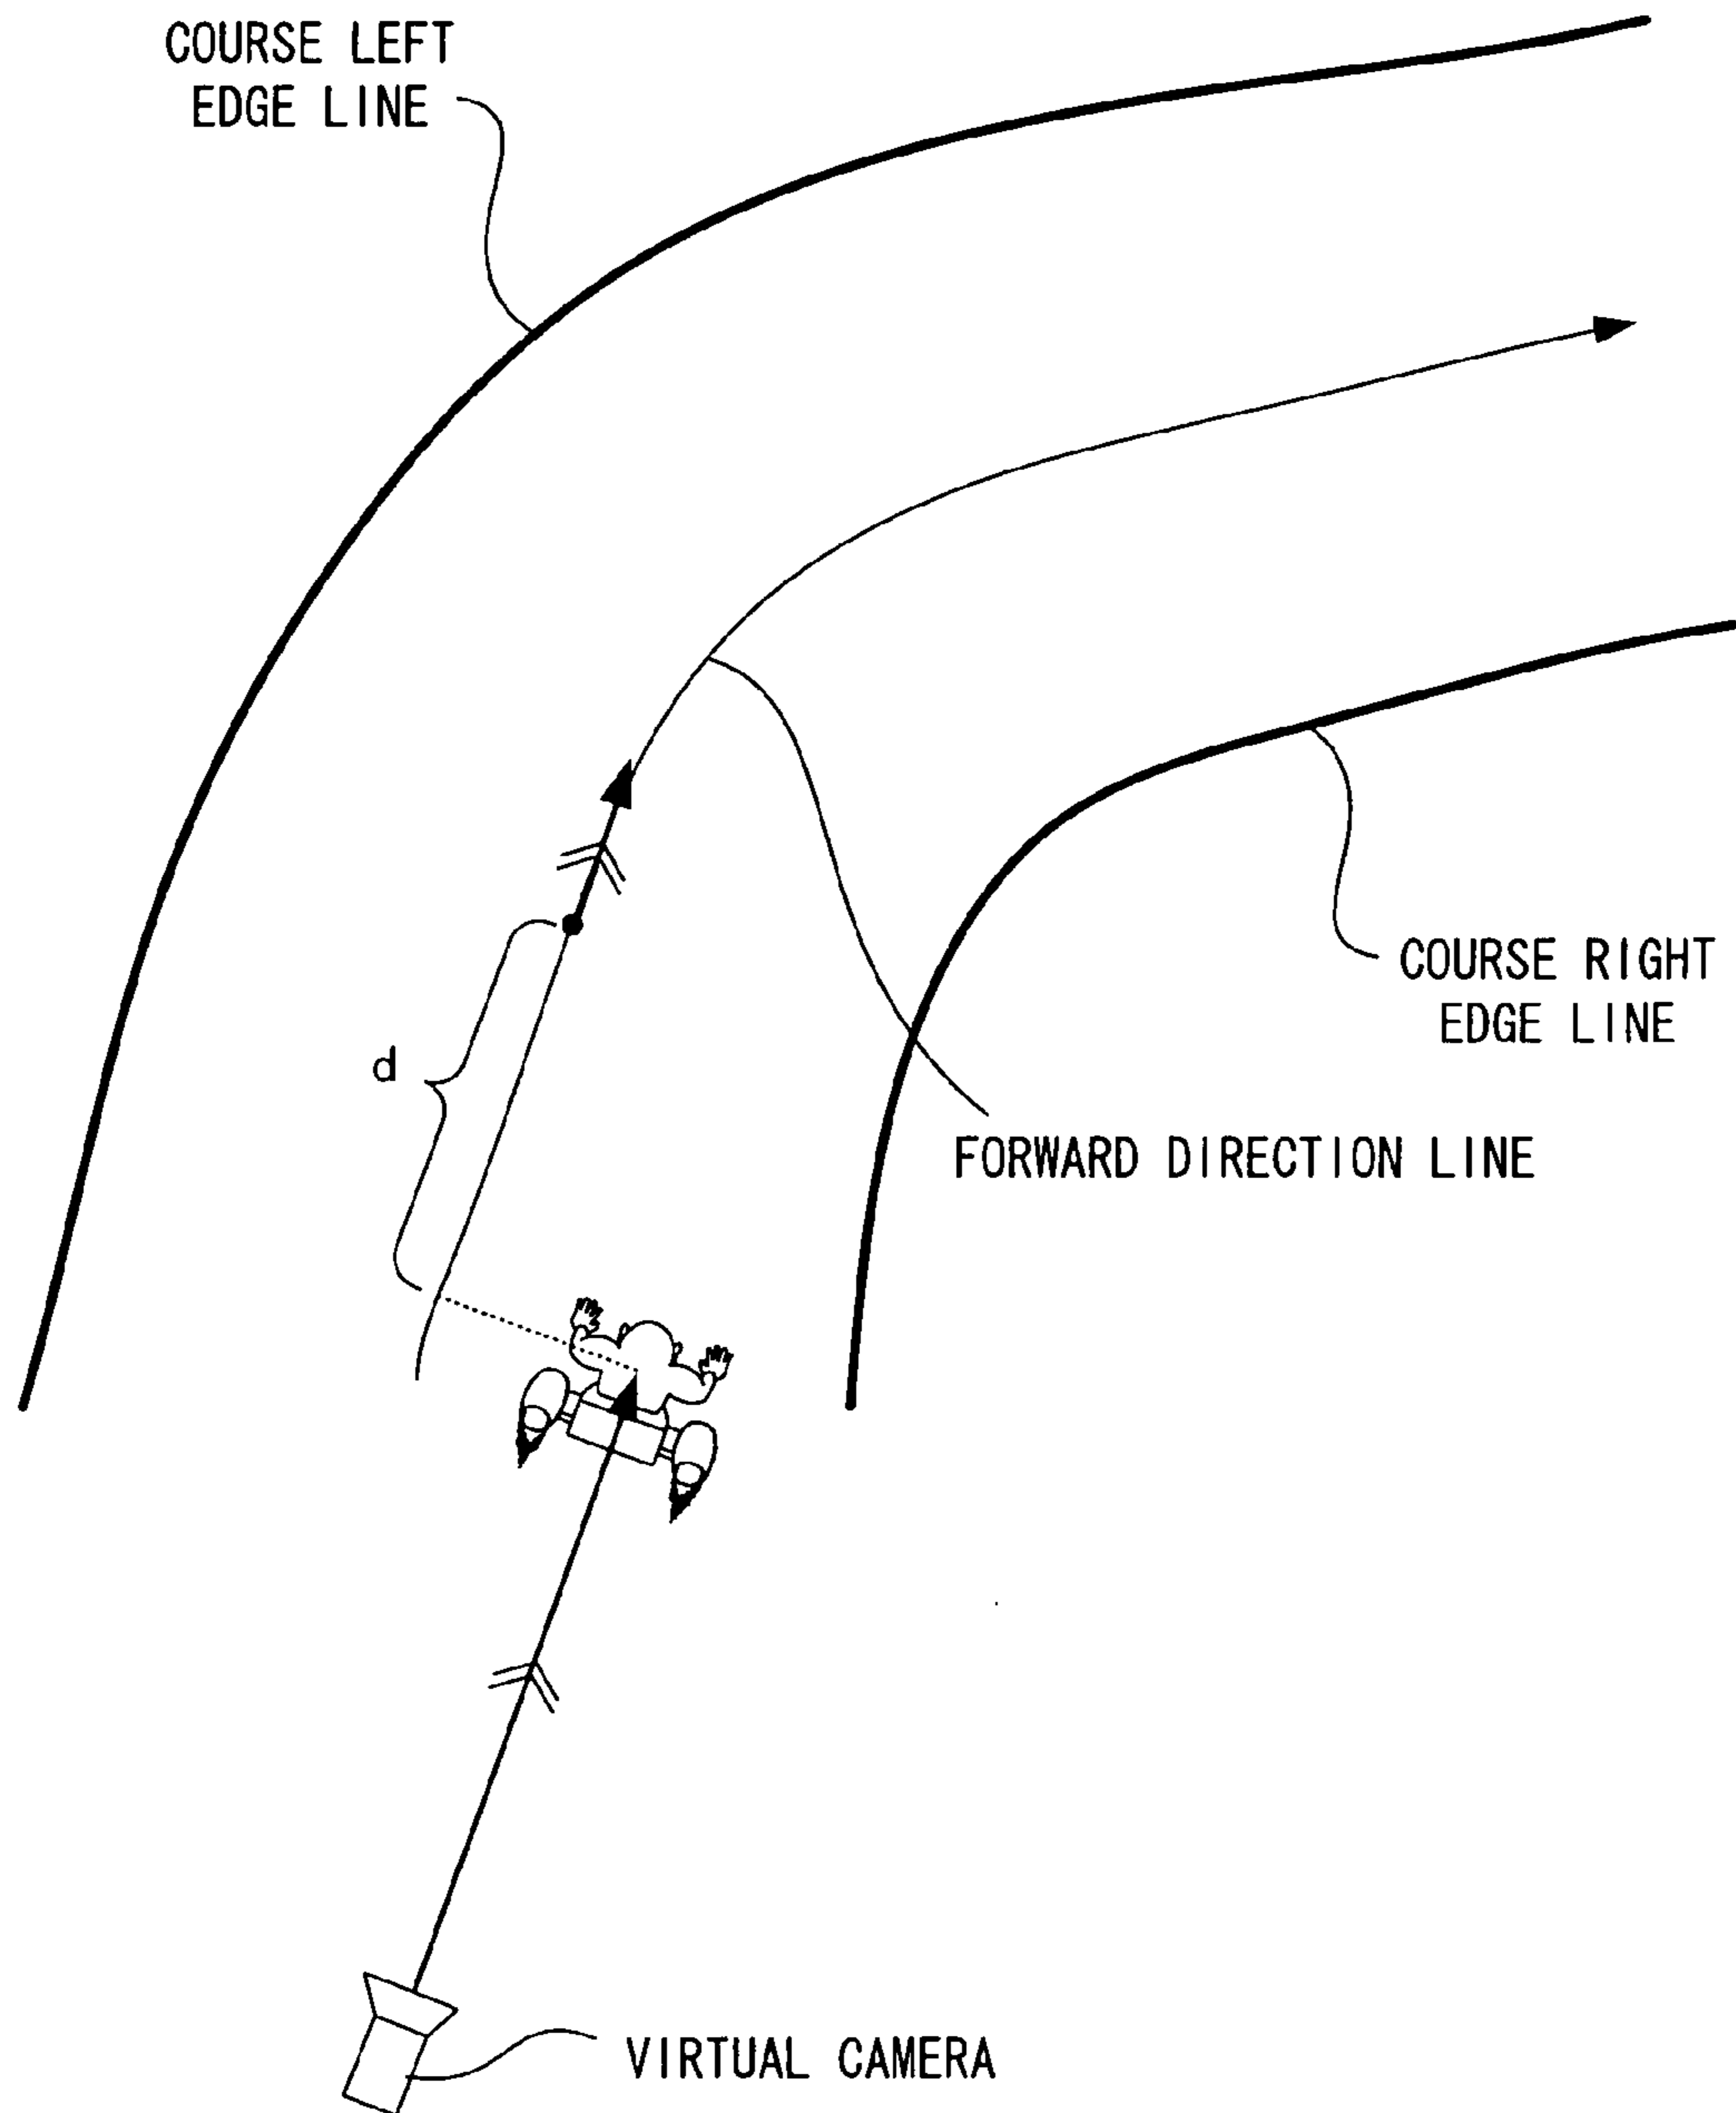 COURSE LEFT
EDGE LINE
COURSE RIGHT
EDGE LINE
d
FORWARD DIRECTION LINE
VIRTUAL CAMERA